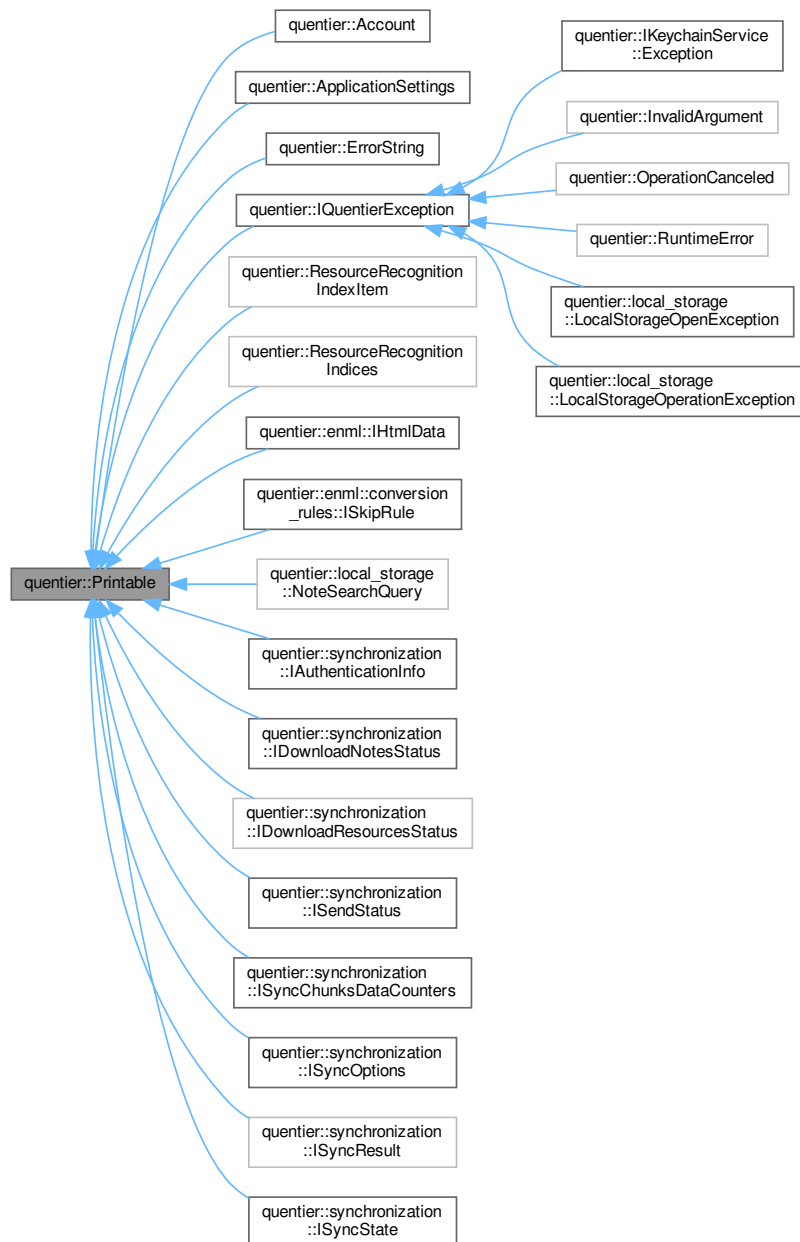 quentier::Account
quentier::ApplicationSettings
quentier::ErrorString
quentier::IQuentierException
quentier::ResourceRecognition
IndexItem
quentier::ResourceRecognition
Indices
quentier::enml::IHtmlData
quentier::enml::conversion
_rules::ISkipRule
quentier::Printable
quentier::local_storage
::NoteSearchQuery
quentier::synchronization
::IAuthenticationInfo
quentier::synchronization
::IDownloadNotesStatus
quentier::synchronization
::IDownloadResourcesStatus
quentier::synchronization
::ISendStatus
quentier::synchronization
::ISyncChunksDataCounters
quentier::synchronization
::ISyncOptions
quentier::synchronization
::ISyncResult
quentier::synchronization
::ISyncState
quentier::IKeychainService
::Exception
quentier::InvalidArgument
quentier::OperationCanceled
quentier::RuntimeError
quentier::local_storage
::LocalStorageOpenException
quentier::local_storage
::LocalStorageOperationException